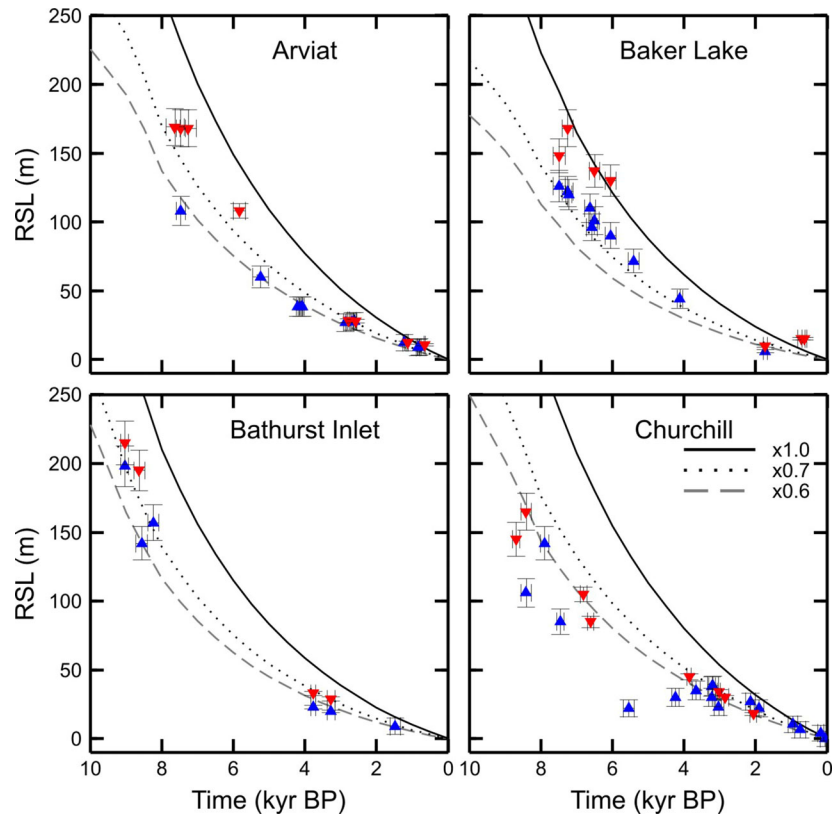 Arviat
Baker Lake
RSL (m)
250
200
150
100
50
0
Bathurst Inlet
Churchill
x1.0
x0.7
x0.6
RSL (m)
250
200
150
100
50
0
10 8 6 4 2 0
10 8 6 4 2 0
Time (kyr BP)
Time (kyr BP)